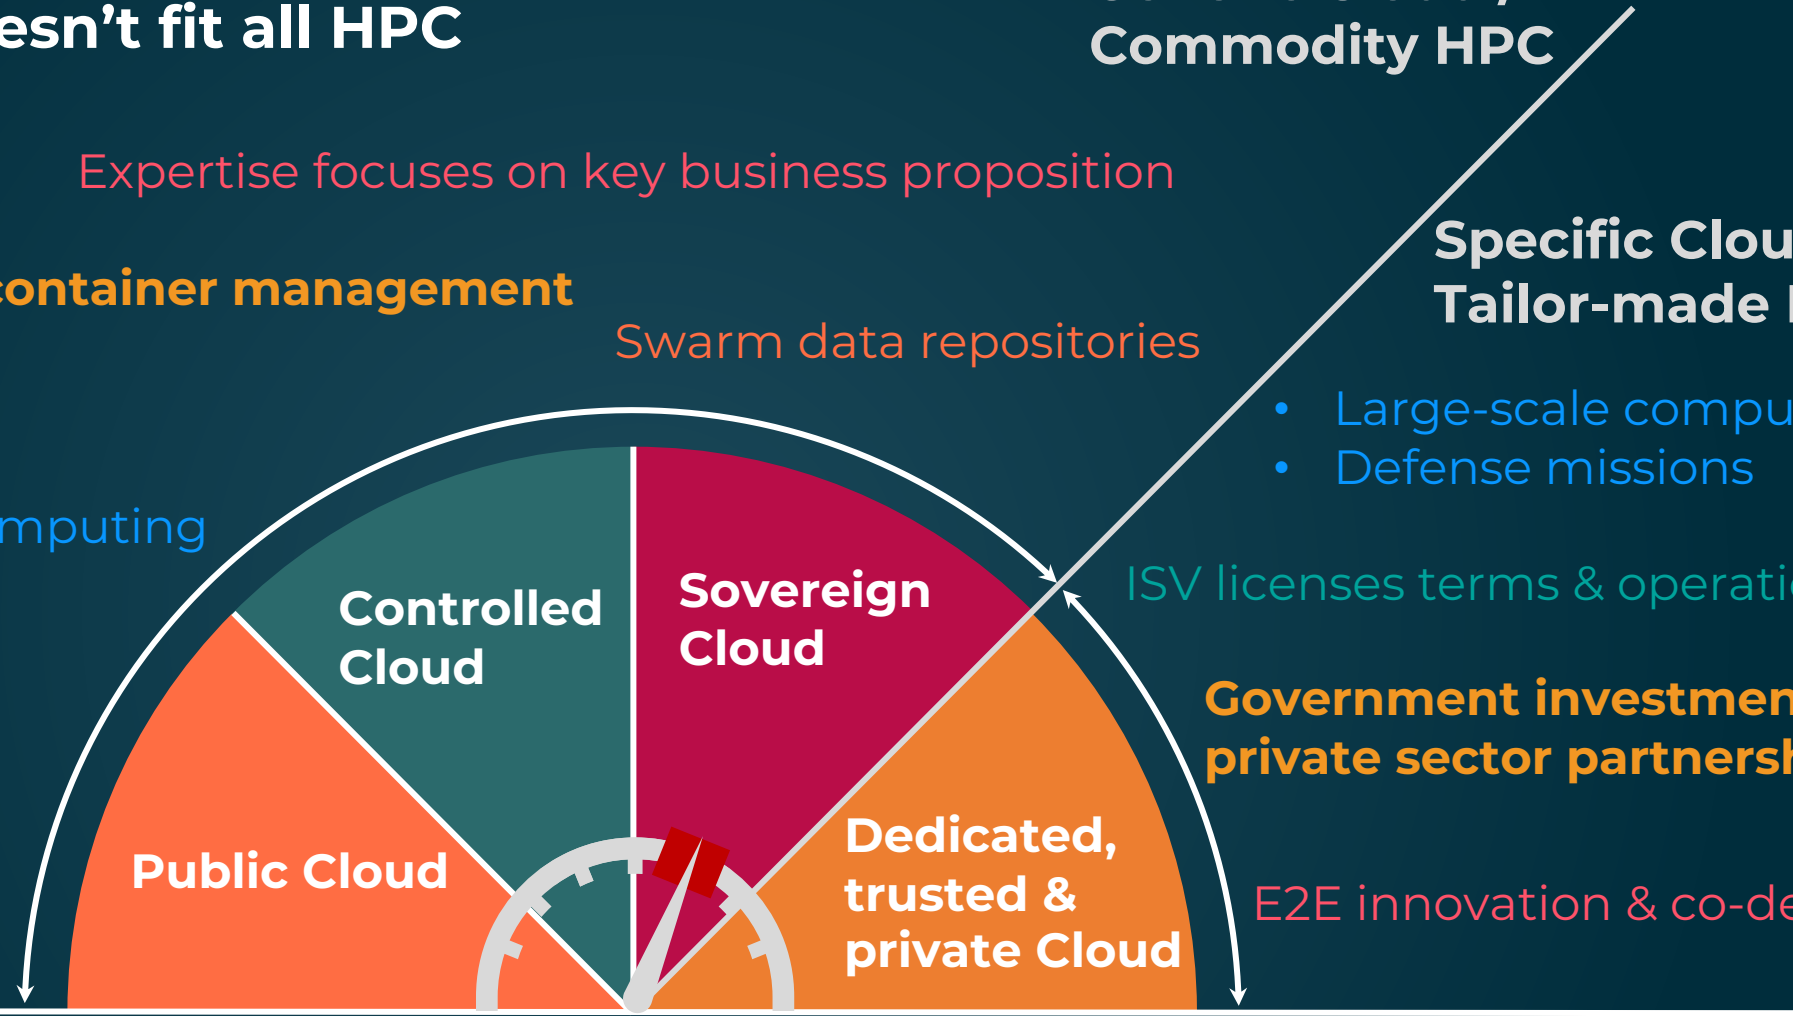 esn't fit all HPC
Commodity HPC
Expertise focuses on key business proposition
Specific Clou
Tailor-made
container management
Swarm data repositories
• Large-scale compu
• Defense missions
mputing
ISV licenses terms & operati
Controlled
Cloud
Sovereign
Cloud
Government investmen
private sector partnersh
Public Cloud
Dedicated,
trusted &
private Cloud
E2E innovation & co-de